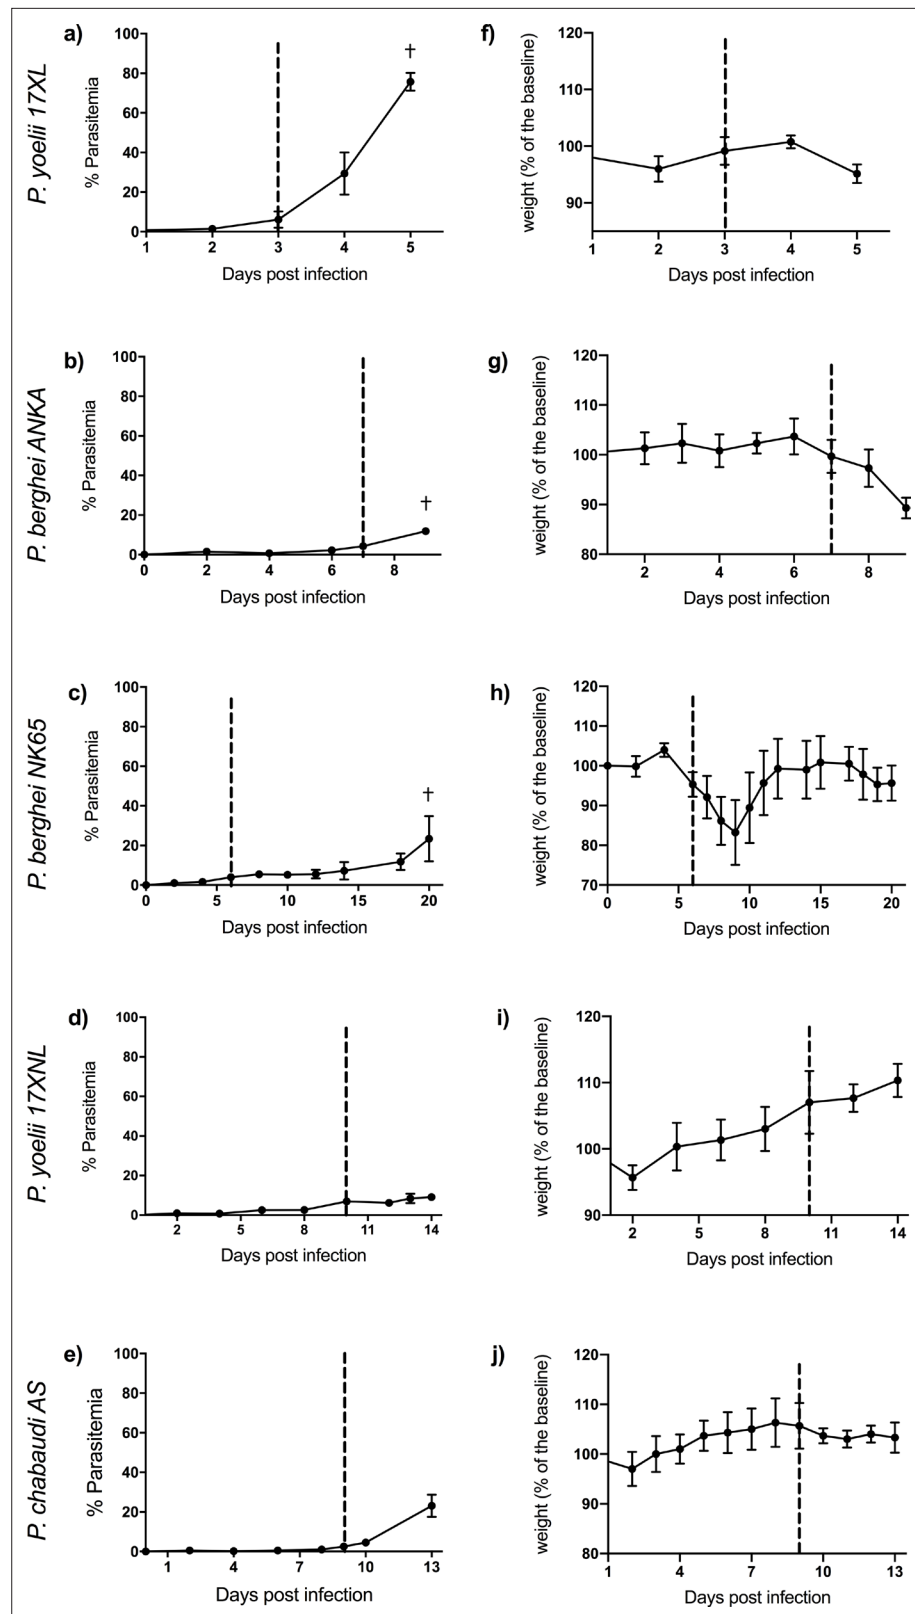 P. yoelii 17XL
a)
% Parasitemia
100
80
60
40
20
0
†
1 2 3 4 5
Days post infection
f)
weight (% of the baseline)
120
110
100
90
1 2 3 4 5
Days post infection
P. berghei ANKA
b)
% Parasitemia
100
80
60
40
20
0
†
0 2 4 6 8
Days post infection
g)
weight (% of the baseline)
120
110
100
90
80
2 4 6 8
Days post infection
P. berghei NK65
c)
% Parasitemia
100
80
60
40
20
0
†
0 5 10 15 20
Days post infection
h)
weight (% of the baseline)
120
110
100
90
80
70
0 5 10 15 20
Days post infection
P. yoelii 17XNL
d)
% Parasitemia
100
80
60
40
20
0
2 5 8 11 14
Days post infection
i)
weight (% of the baseline)
120
110
100
90
2 5 8 11 14
Days post infection
P. chabaudi AS
e)
% Parasitemia
100
80
60
40
20
0
1 4 7 10 13
Days post infection
j)
weight (% of the baseline)
120
110
100
90
80
1 4 7 10 13
Days post infection